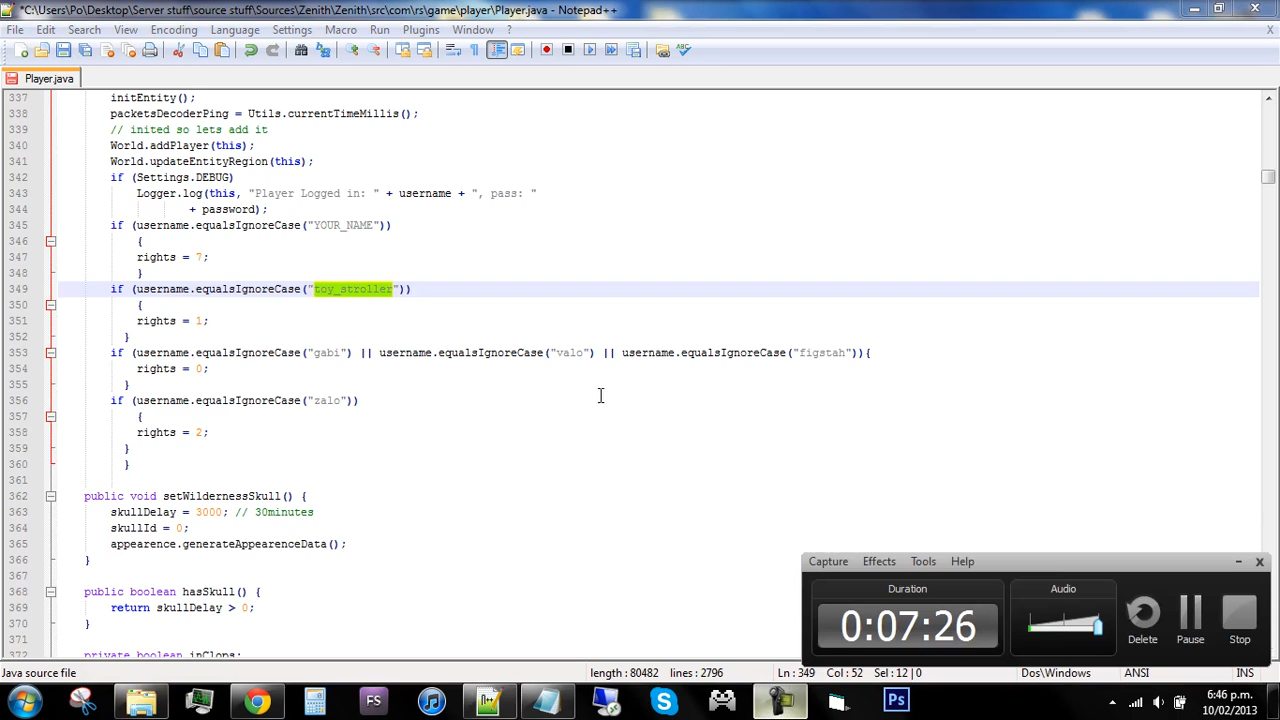 *C:\Users\Po\Desktop\Server stuff\source stuff\Sources\Zenith\Zenith\src\com\rs\game\player\Player.java - Notepad++
File Edit Search View Encoding Language Settings Macro Run Plugins Window ? X
Player.java
337 initEntity();
338 packetsDecoderPing = Utils.currentTimeMillis();
339 // inited so lets add it
340 World.addPlayer(this);
341 World.updateEntityRegion(this);
342 if (Settings.DEBUG)
343 Logger.log(this, "Player Logged in: " + username + ", pass: "
344 + password);
345 if (username.equalsIgnoreCase("YOUR_NAME"))
346 {
347 rights = 7;
348 }
349 if (username.equalsIgnoreCase("toy_stroller"))
350 {
351 rights = 1;
352 }
353 if (username.equalsIgnoreCase("gabi") || username.equalsIgnoreCase("valo") || username.equalsIgnoreCase("figstah")){
354 rights = 0;
355 }
356 if (username.equalsIgnoreCase("zalo"))
357 {
358 rights = 2;
359 }
360 }
361
362 public void setWildernessSkull() {
363 skullDelay = 3000; // 30minutes
364 skullId = 0;
365 appearence.generateAppearenceData();
366 }
367
368 public boolean hasSkull() {
369 return skullDelay > 0;
370 }
371
private boolean inClops;
Capture Effects Tools Help
Duration Audio
0:07:26
Delete Pause Stop
Java source file length : 80482 lines : 2796 Ln : 349 Col : 52 Sel : 12 | 0 Dos\Windows ANSI INS
FS Ps
6:46 p.m.
10/02/2013